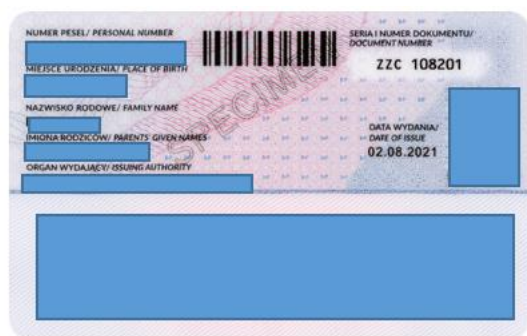 NUMER PESEL/ PERSONAL NUMBER
MIEJSCE URODZENIA/ PLACE OF BIRTH
NAZWISKO RODOWE/ FAMILY NAME
IMIONA RODZICÓW/ PARENTS' GIVEN NAMES
ORGAN WYDAJĄCY/ ISSUING AUTHORITY
SPECIMEN
SERIA I NUMER DOKUMENTU/
DOCUMENT NUMBER
ZZC 108201
DATA WYDANIA/
DATE OF ISSUE
02.08.2021